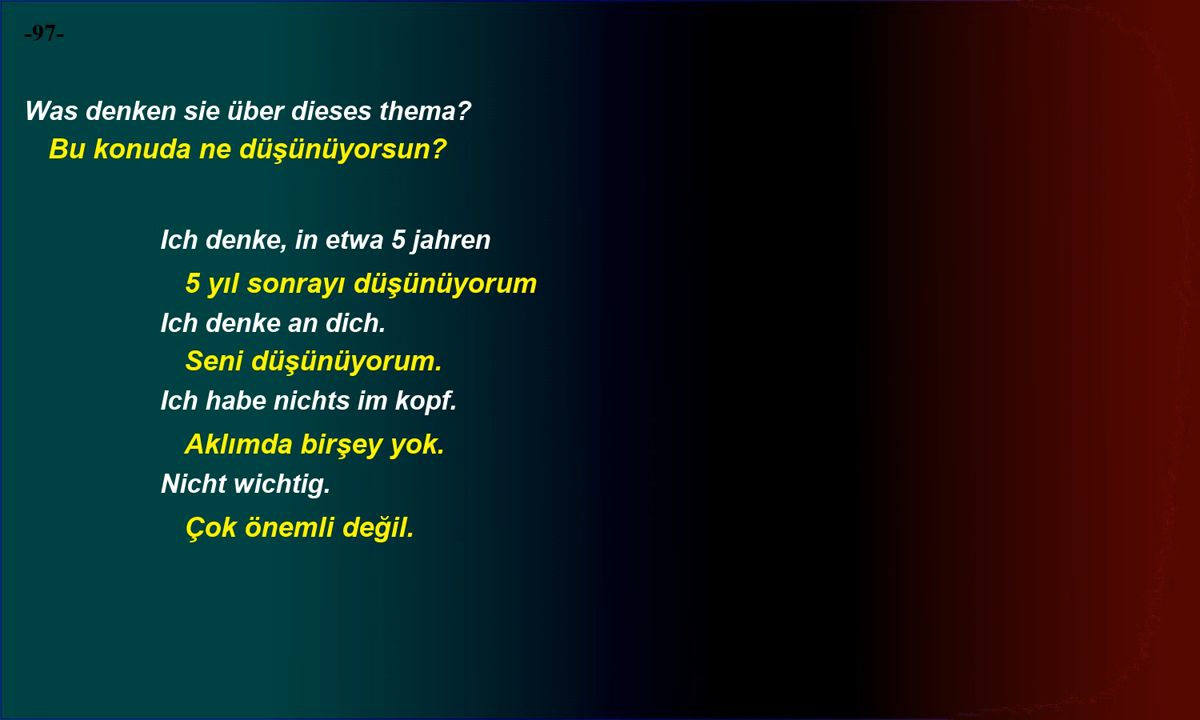 -97-
Was denken sie über dieses thema?
Bu konuda ne düşünüyorsun?
Ich denke, in etwa 5 jahren
5 yıl sonrayı düşünüyorum
Ich denke an dich.
Seni düşünüyorum.
Ich habe nichts im kopf.
Aklımda birşey yok.
Nicht wichtig.
Çok önemli değil.